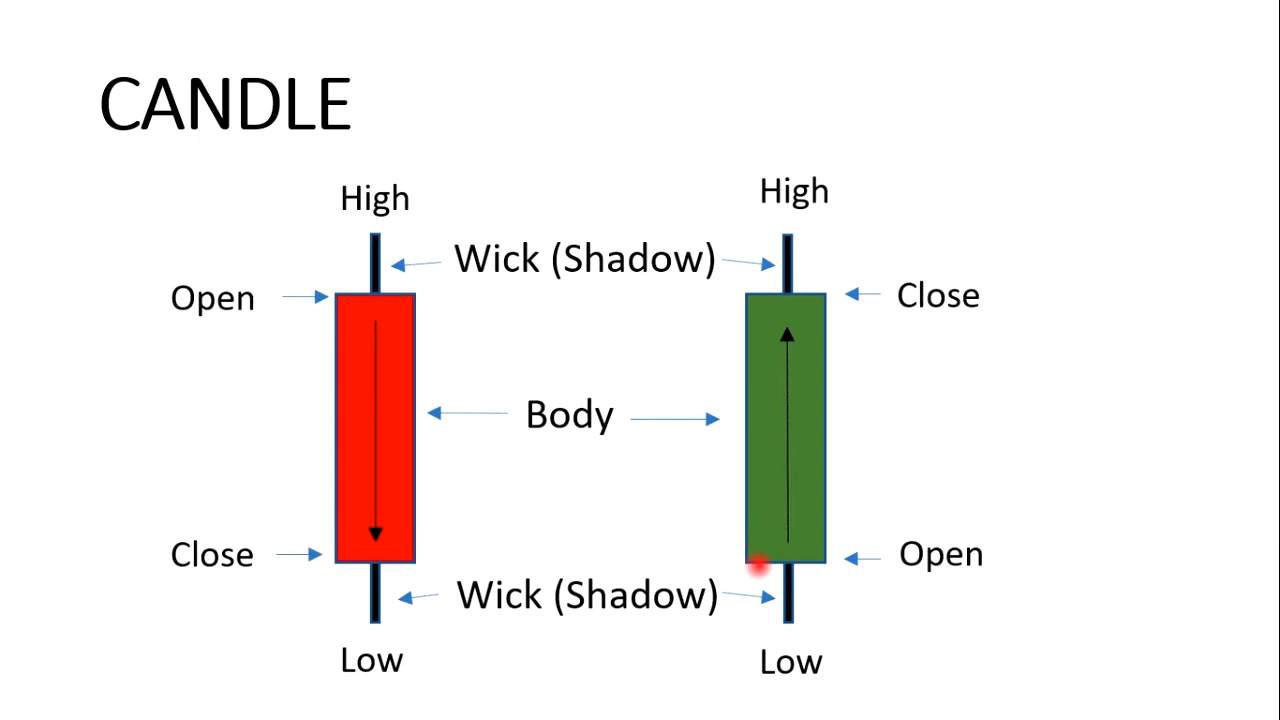 CANDLE
High
High
Wick (Shadow)
Open
Close
Body
Close
Open
Wick (Shadow)
Low
Low